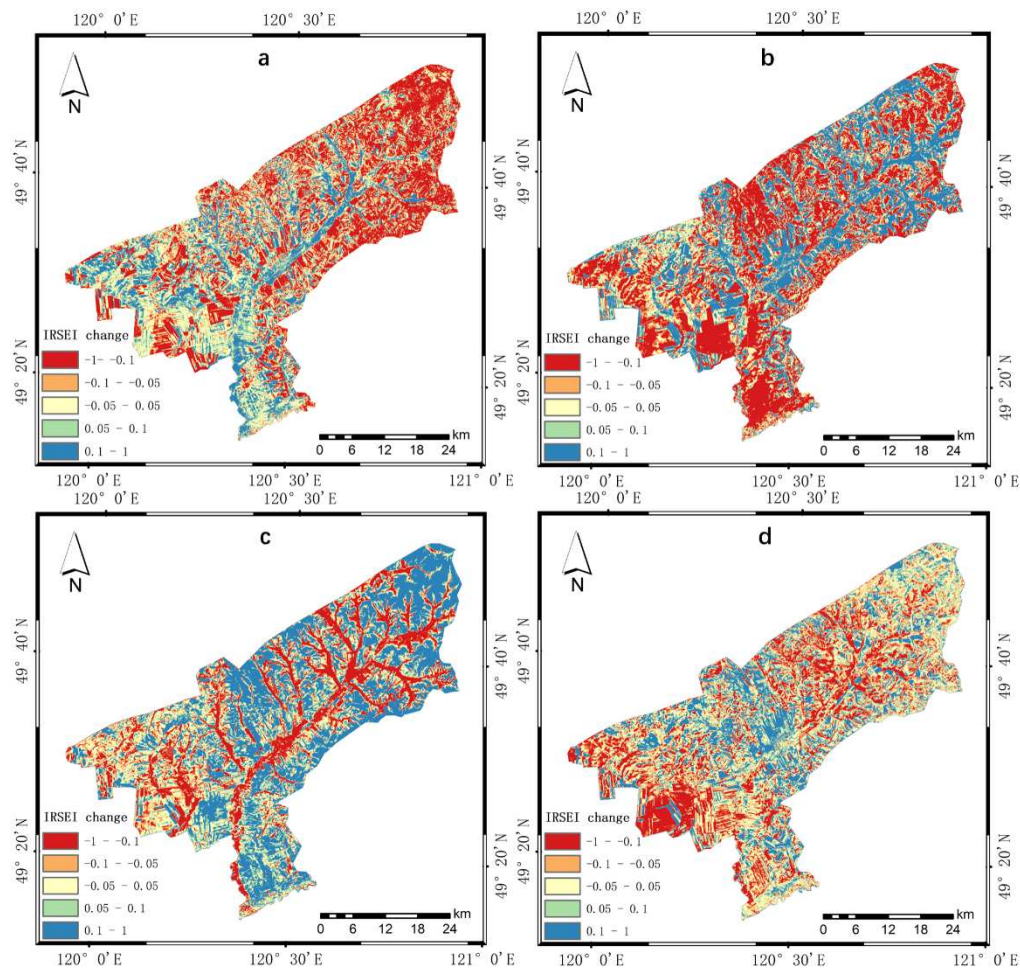 120° 0'E
120° 30'E
a
N
49° 40'N
49° 40'N
49° 20'N
49° 20'N
IRSEI change
-1- -0.1
-0.1 - -0.05
-0.05 - 0.05
0.05 - 0.1
0.1 - 1
km
0 6 12 18 24
120° 0'E
120° 30'E
121° 0'E
120° 0'E
120° 30'E
b
N
49° 40'N
49° 40'N
49° 20'N
49° 20'N
IRSEI change
-1 - -0.1
-0.1 - -0.05
-0.05 - 0.05
0.05 - 0.1
0.1 - 1
km
0 6 12 18 24
120° 0'E
120° 30'E
121° 0'E
c
N
49° 40'N
49° 40'N
49° 20'N
49° 20'N
IRSEI change
-1 - -0.1
-0.1 - -0.05
-0.05 - 0.05
0.05 - 0.1
0.1 - 1
km
0 6 12 18 24
120° 0'E
120° 30'E
121° 0'E
d
N
49° 40'N
49° 40'N
49° 20'N
49° 20'N
IRSEI change
-1 - -0.1
-0.1 - -0.05
-0.05 - 0.05
0.05 - 0.1
0.1 - 1
km
0 6 12 18 24
120° 0'E
120° 30'E
121° 0'E